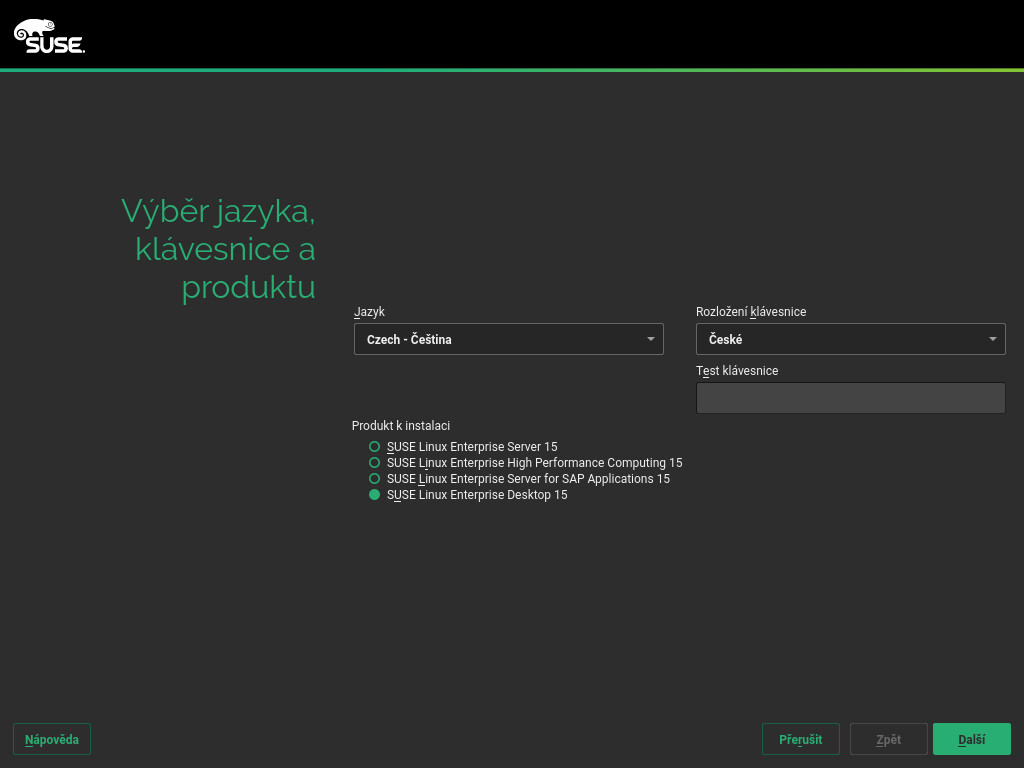 SUSE
Výběr jazyka,
klávesnice a
produktu
Jazyk
Czech - Čeština
Rozložení klávesnice
České
Test klávesnice
Produkt k instalaci
SUSE Linux Enterprise Server 15
SUSE Linux Enterprise High Performance Computing 15
SUSE Linux Enterprise Server for SAP Applications 15
SUSE Linux Enterprise Desktop 15
Nápověda
Přerušit
Zpět
Další